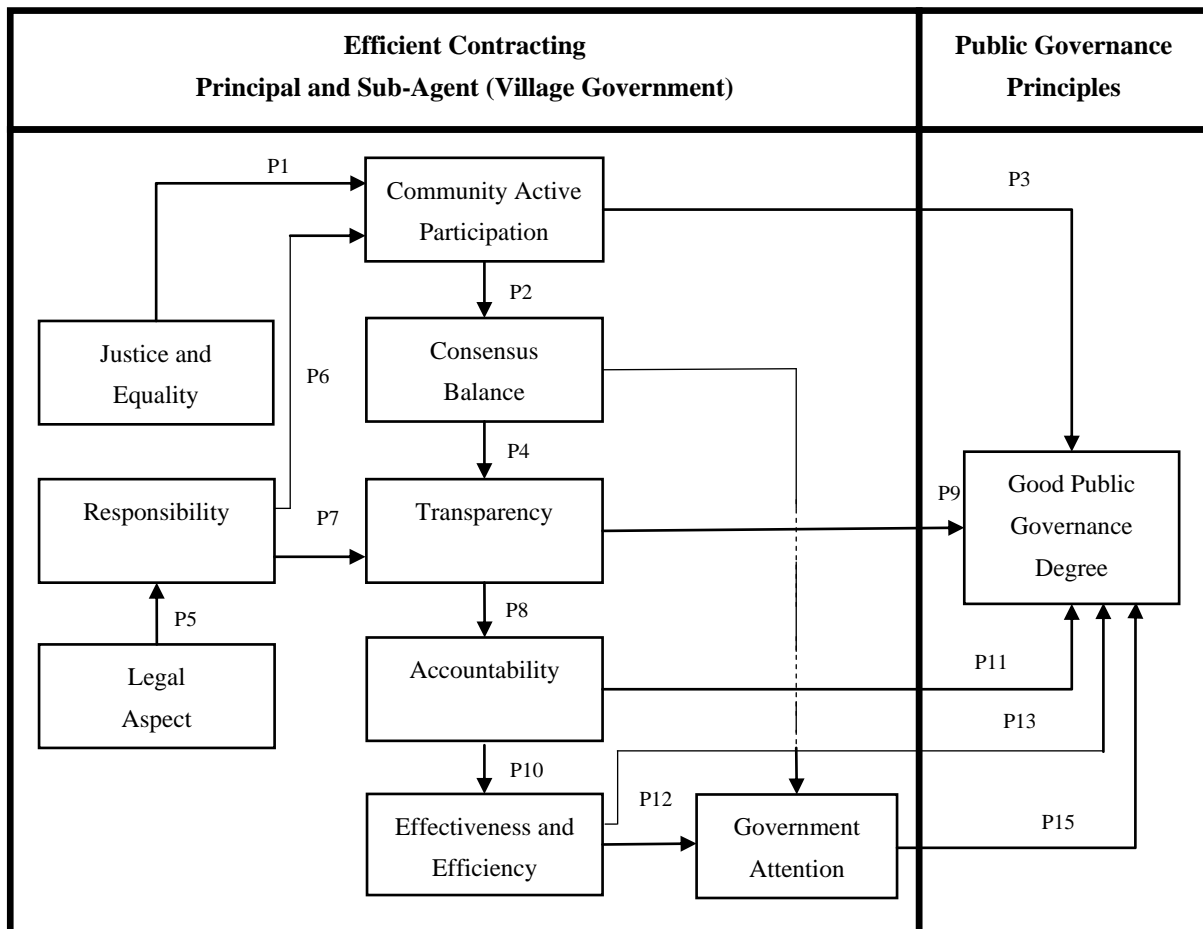 Efficient Contracting
Principal and Sub-Agent (Village Government)
Public Governance
Principles
P1
Community Active
Participation
P3
P2
Justice and
Equality
P6
Consensus
Balance
P4
Responsibility
P7
Transparency
P9
Good Public
Governance
Degree
P5
P8
Legal
Aspect
Accountability
P11
P13
P10
P12
Effectiveness and
Efficiency
Government
Attention
P15